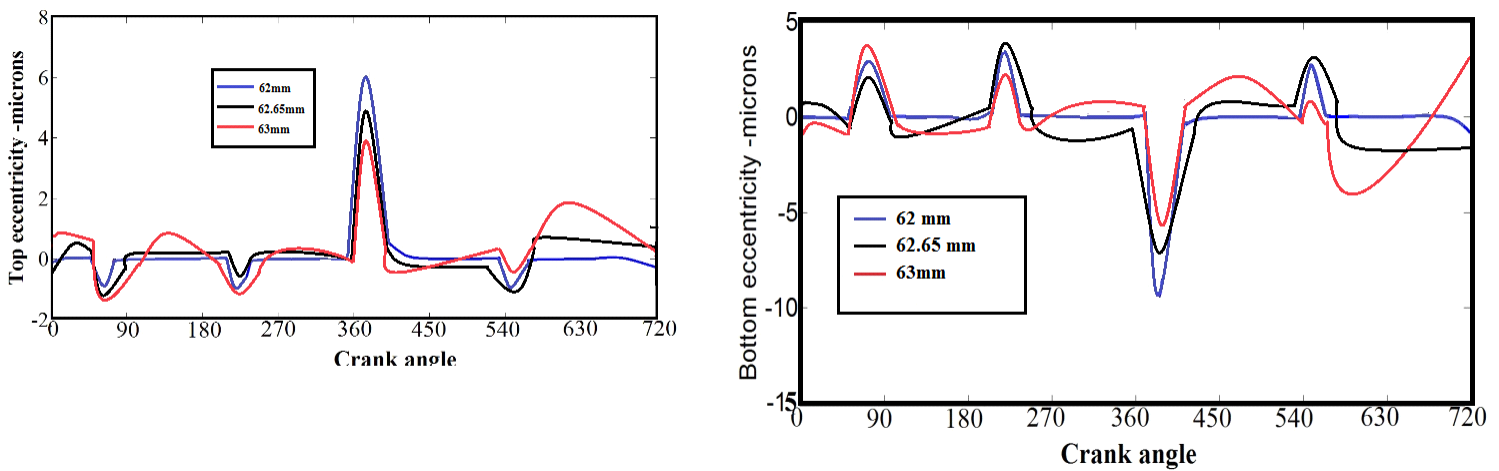 Top eccentricity -microns
8
6
4
2
0
-2
62mm
62.65mm
63mm
0 90 180 270 360 450 540 630 720
Crank angle
Bottom eccentricity -microns
5
0
-5
-10
-15
62 mm
62.65 mm
63mm
0 90 180 270 360 450 540 630 720
Crank angle